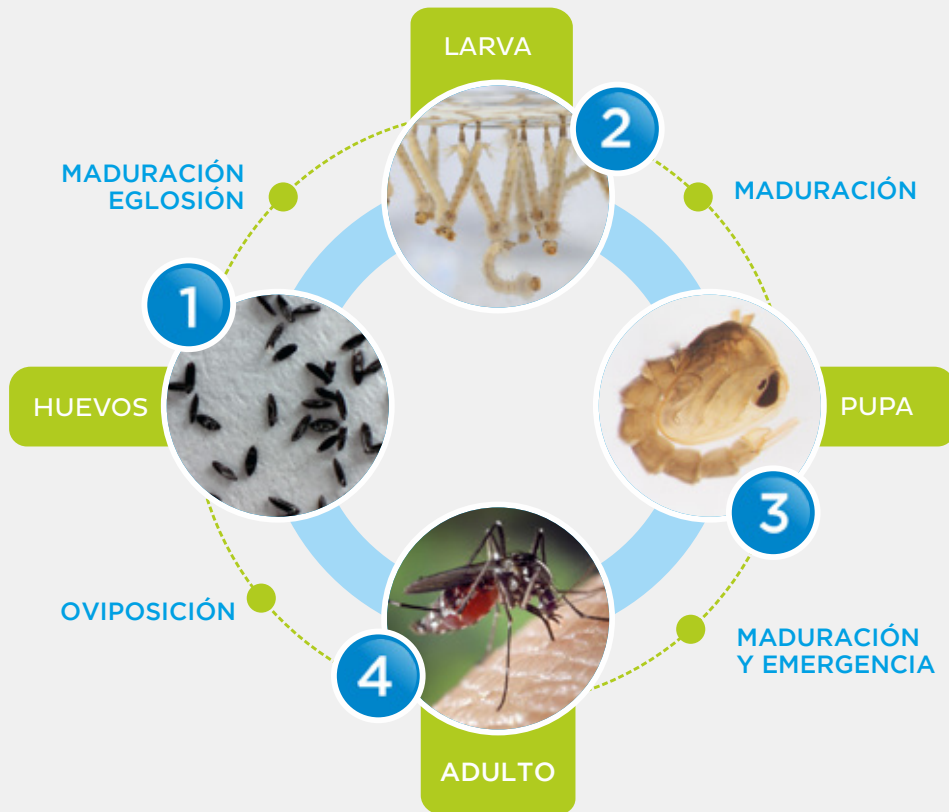 LARVA
2
MADURACIÓN
EGLOSIÓN
MADURACIÓN
1
HUEVOS
PUPA
3
OVIPOSICIÓN
MADURACIÓN
Y EMERGENCIA
4
ADULTO